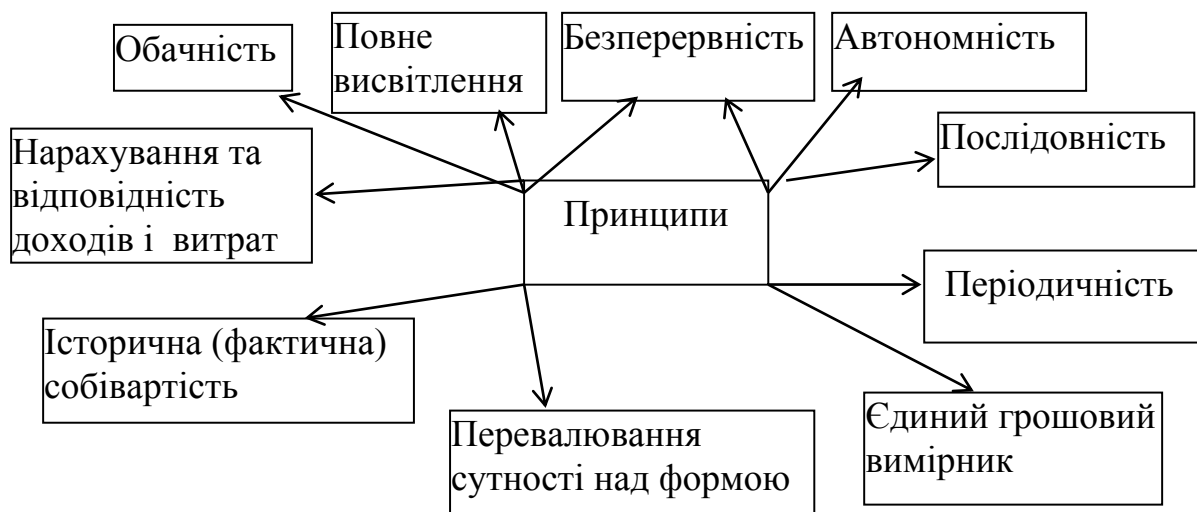 Обачність
Повне
висвітлення
Безперервність
Автономність
Послідовність
Нарахування та
відповідність
доходів і витрат
Принципи
Періодичність
Історична (фактична)
собівартість
Перевалювання
сутності над формою
Єдиний грошовий
вимірник